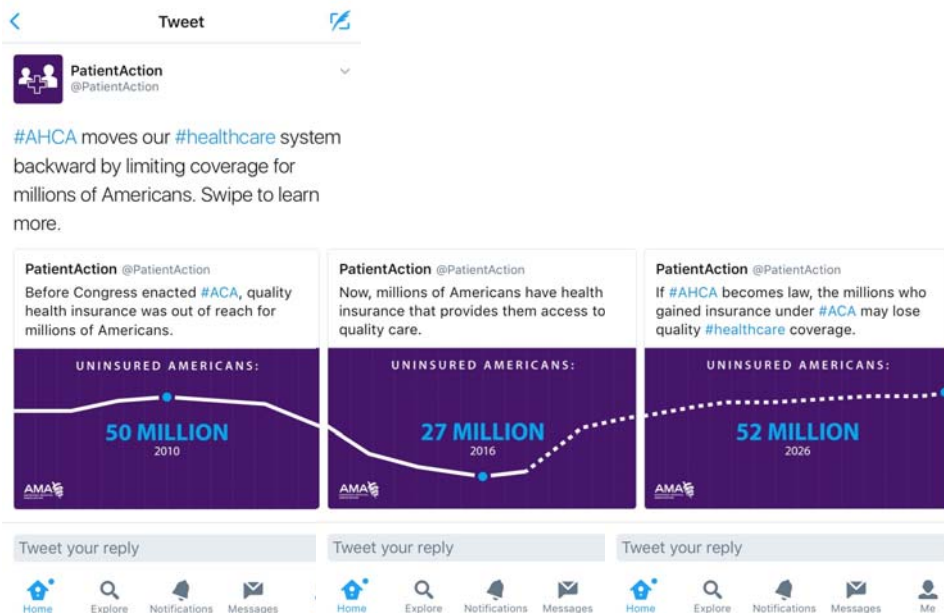 Tweet
PatientAction
@PatientAction
#AHCA moves our #healthcare system
backward by limiting coverage for
millions of Americans. Swipe to learn
more.
PatientAction @PatientAction
Before Congress enacted #ACA, quality
health insurance was out of reach for
millions of Americans.
UNINSURED AMERICANS:
50 MILLION
2010
AMA
PatientAction @PatientAction
Now, millions of Americans have health
insurance that provides them access to
quality care.
UNINSURED AMERICANS:
27 MILLION
2016
AMA
PatientAction @PatientAction
If #AHCA becomes law, the millions who
gained insurance under #ACA may lose
quality #healthcare coverage.
UNINSURED AMERICANS:
52 MILLION
2026
AMA
Tweet your reply
Tweet your reply
Tweet your reply
Home Explore Notifications Messages
Home Explore Notifications Messages
Home Explore Notifications Messages Me